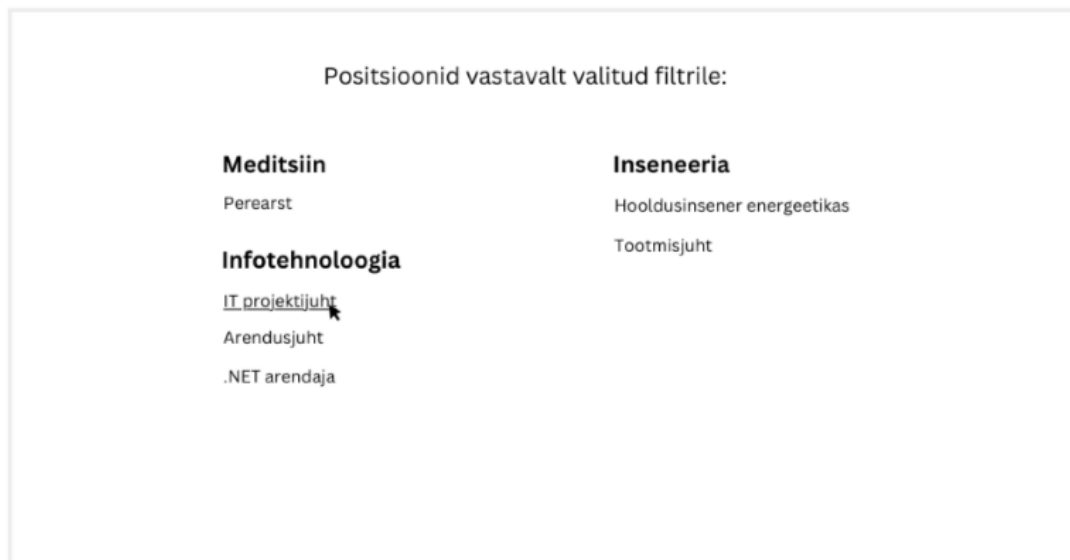 Positsioonid vastavalt valitud filtrile:
Meditsiin
Perearst
Infotehnoloogia
IT projektijuht
Arendusjuht
.NET arendaja
Inseneeria
Hooldusinsener energeetikas
Tootmisjuht